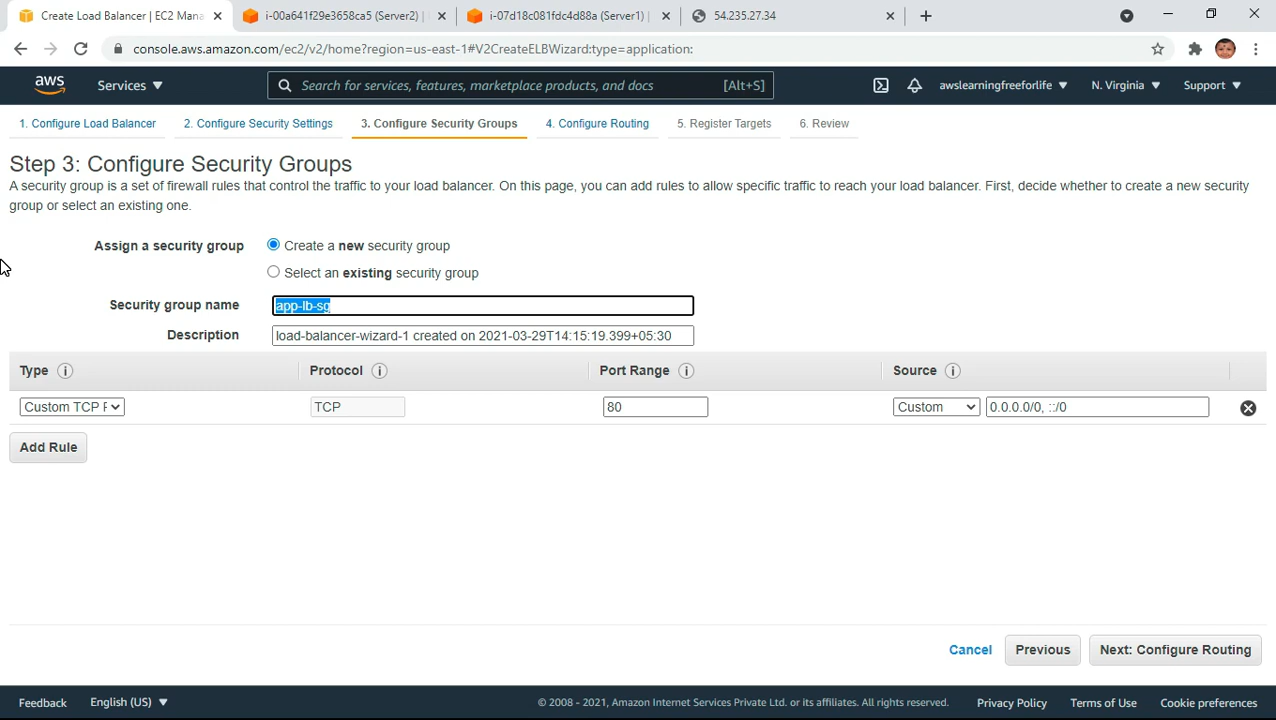 Create Load Balancer | EC2 Mana
i-00a641f29e3658ca5 (Server2) |
i-07d18c081fdc4d88a (Server1) |
54.235.27.34
console.aws.amazon.com/ec2/v2/home?region=us-east-1#V2CreateELBWizard:type=application:
aws
Services
Search for services, features, marketplace products, and docs
[Alt+S]
awslearningfreeforlife
N. Virginia
Support
1. Configure Load Balancer
2. Configure Security Settings
3. Configure Security Groups
4. Configure Routing
5. Register Targets
6. Review
Step 3: Configure Security Groups
A security group is a set of firewall rules that control the traffic to your load balancer. On this page, you can add rules to allow specific traffic to reach your load balancer. First, decide whether to create a new security
group or select an existing one.
Assign a security group
Create a new security group
Select an existing security group
Security group name
app-lb-sg
Description
load-balancer-wizard-1 created on 2021-03-29T14:15:19.399+05:30
Type
Protocol
Port Range
Source
Custom TCP
TCP
80
Custom
0.0.0.0/0, ::/0
Add Rule
Cancel
Previous
Next: Configure Routing
Feedback
English (US)
© 2008 - 2021, Amazon Internet Services Private Ltd. or its affiliates. All rights reserved.
Privacy Policy
Terms of Use
Cookie preferences